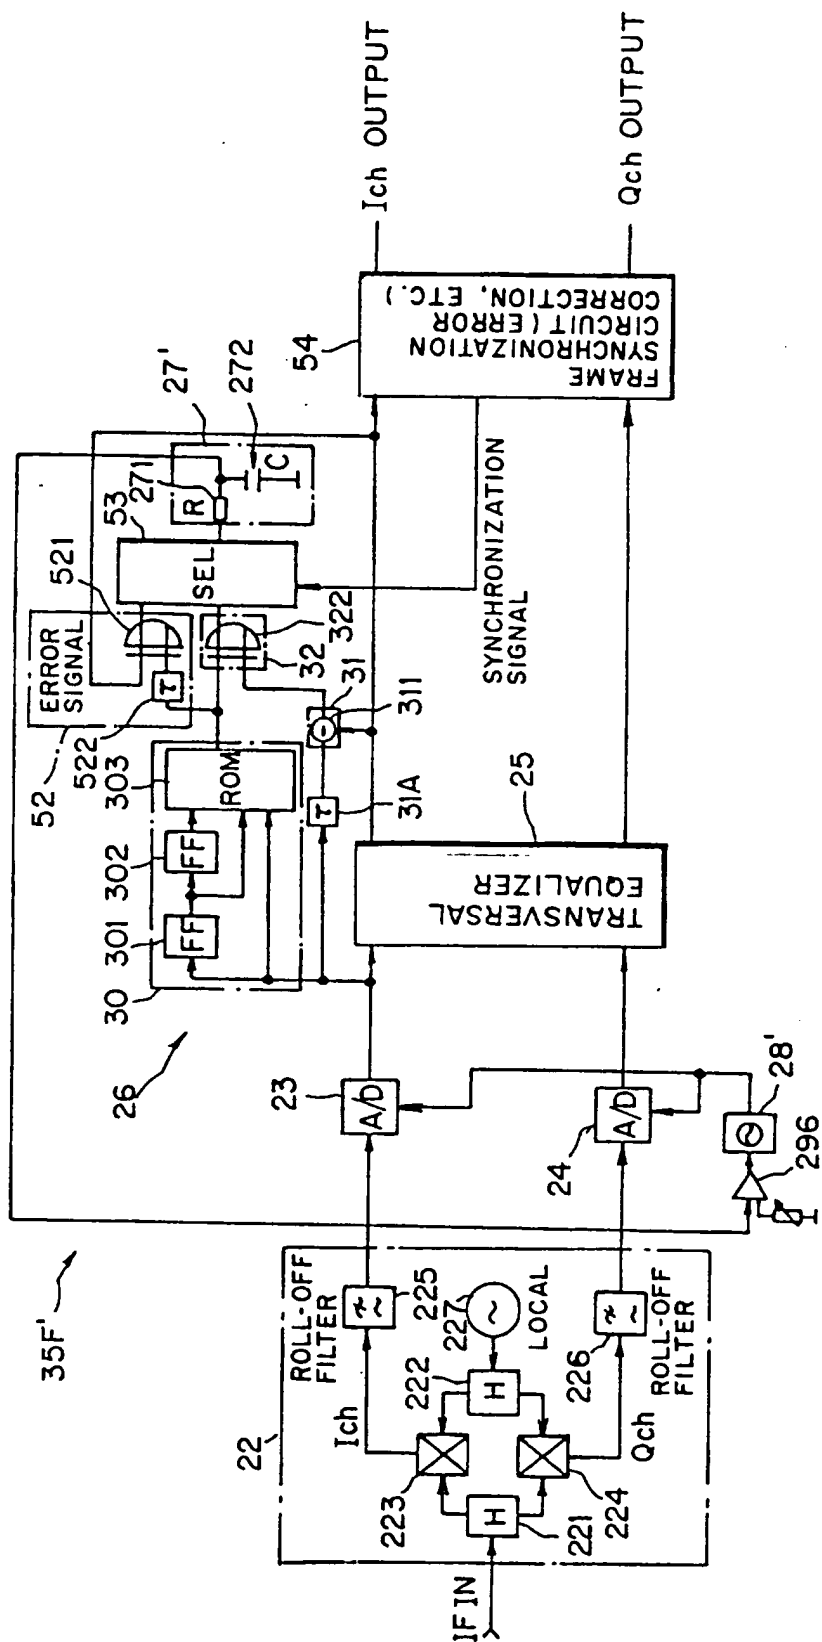 35F'
26
22
IF IN
221
H
223
224
222
H
Ich
Qch
227
~
LOCAL
ROLL-OFF
FILTER
225
226
ROLL-OFF
FILTER
23
A/D
24
A/D
28'
296
30
301
FF
302
FF
303
ROM
52
522
τ
ERROR
SIGNAL
521
53
SEL
32
322
31
311
31A
τ
27'
271
R
272
C
25
TRANSVERSAL
EQUALIZER
SYNCHRONIZATION
SIGNAL
54
FRAME
SYNCHRONIZATION
CIRCUIT (ERROR
CORRECTION, ETC.)
Ich OUTPUT
Qch OUTPUT